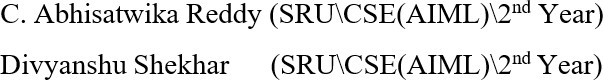 C. Abhisatwika Reddy (SRU\CSE(AIML)\2nd Year)
Divyanshu Shekhar (SRU\CSE(AIML)\2nd Year)